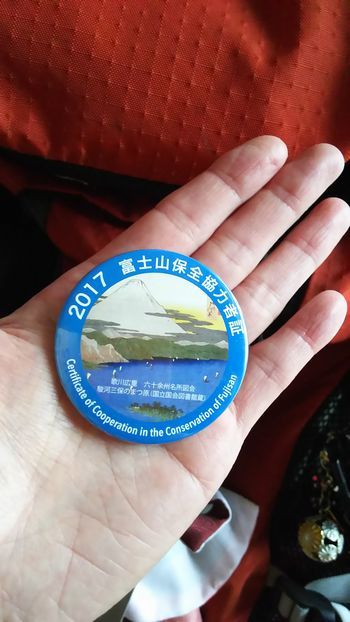 2017 富士山保全協力者証
歌川広重 六十余州名所図会
駿河三保のまつ原(国立国会図書館蔵)
Certificate of Cooperation in the Conservation of Fujisan